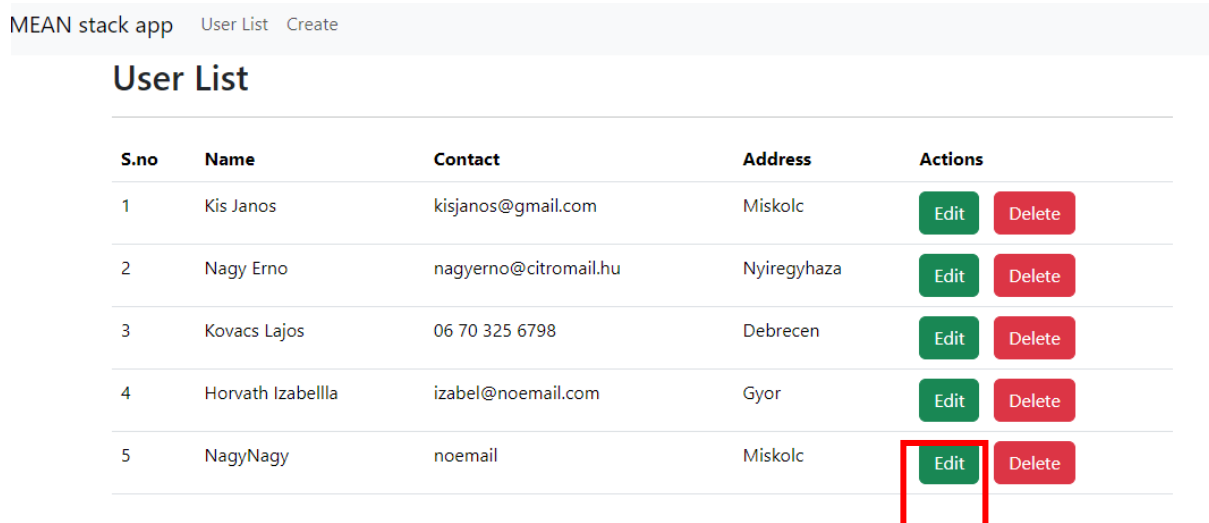 MEAN stack app User List Create
User List
S.no Name Contact Address Actions
1 Kis Janos kisjanos@gmail.com Miskolc Edit Delete
2 Nagy Erno nagyerno@citromail.hu Nyiregyhaza Edit Delete
3 Kovacs Lajos 06 70 325 6798 Debrecen Edit Delete
4 Horvath Izabellla izabel@noemail.com Gyor Edit Delete
5 NagyNagy noemail Miskolc Edit Delete